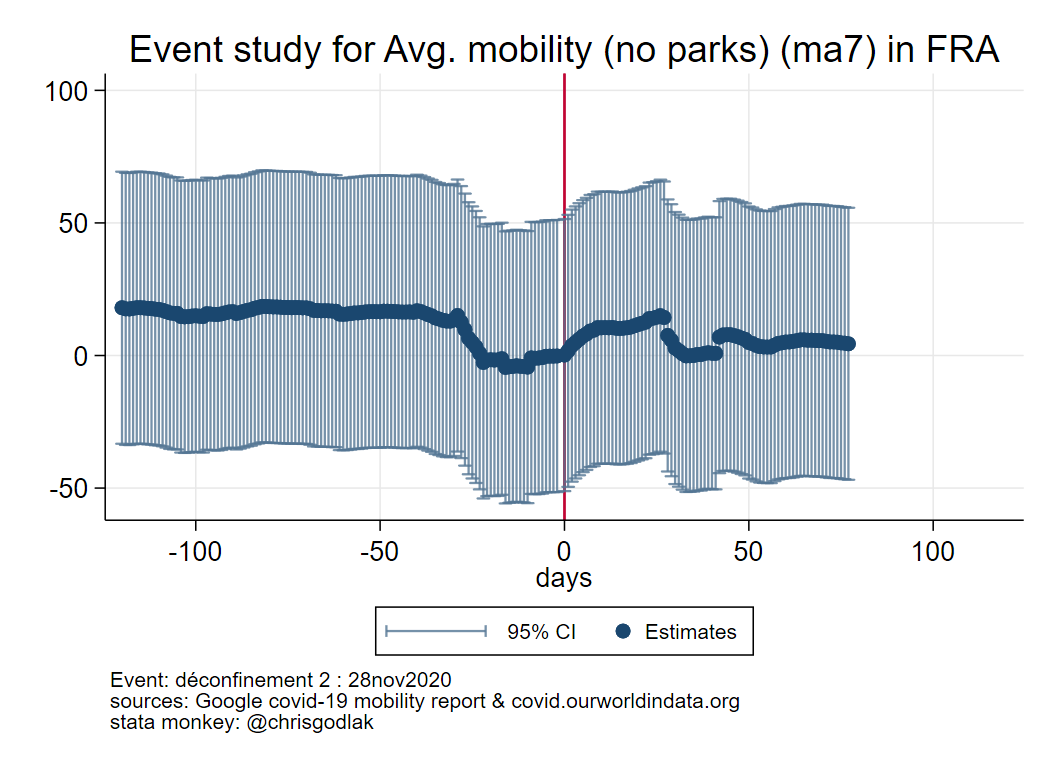 Event study for Avg. mobility (no parks) (ma7) in FRA
100
50
0
-50
-100
-50
0
50
100
days
95% CI
Estimates
Event: déconfinement 2 : 28nov2020
sources: Google covid-19 mobility report & covid.ourworldindata.org
stata monkey: @chrisgodlak